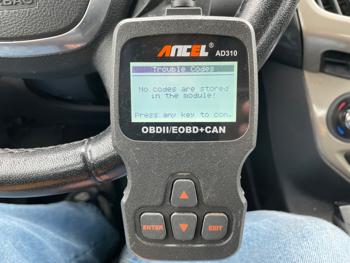 ANCEL
AD310
Trouble Codes
No codes are stored
in the module!
Press any key to con.
OBDII/EOBD+CAN
ENTER
EXIT